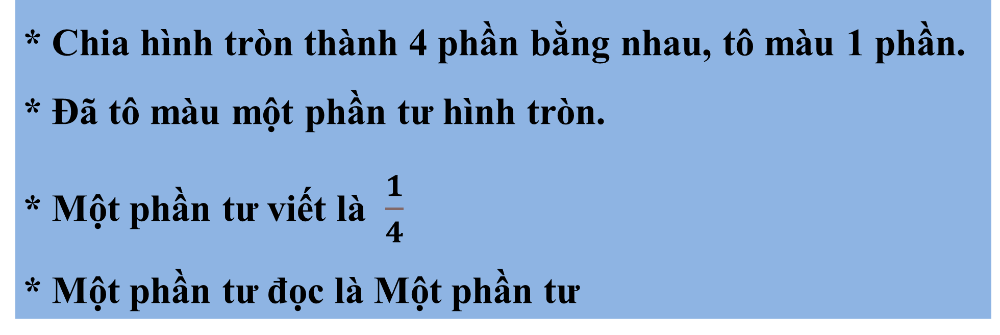 * Chia hình tròn thành 4 phần bằng nhau, tô màu 1 phần.
* Đã tô màu một phần tư hình tròn.
* Một phần tư viết là 1/4
* Một phần tư đọc là Một phần tư